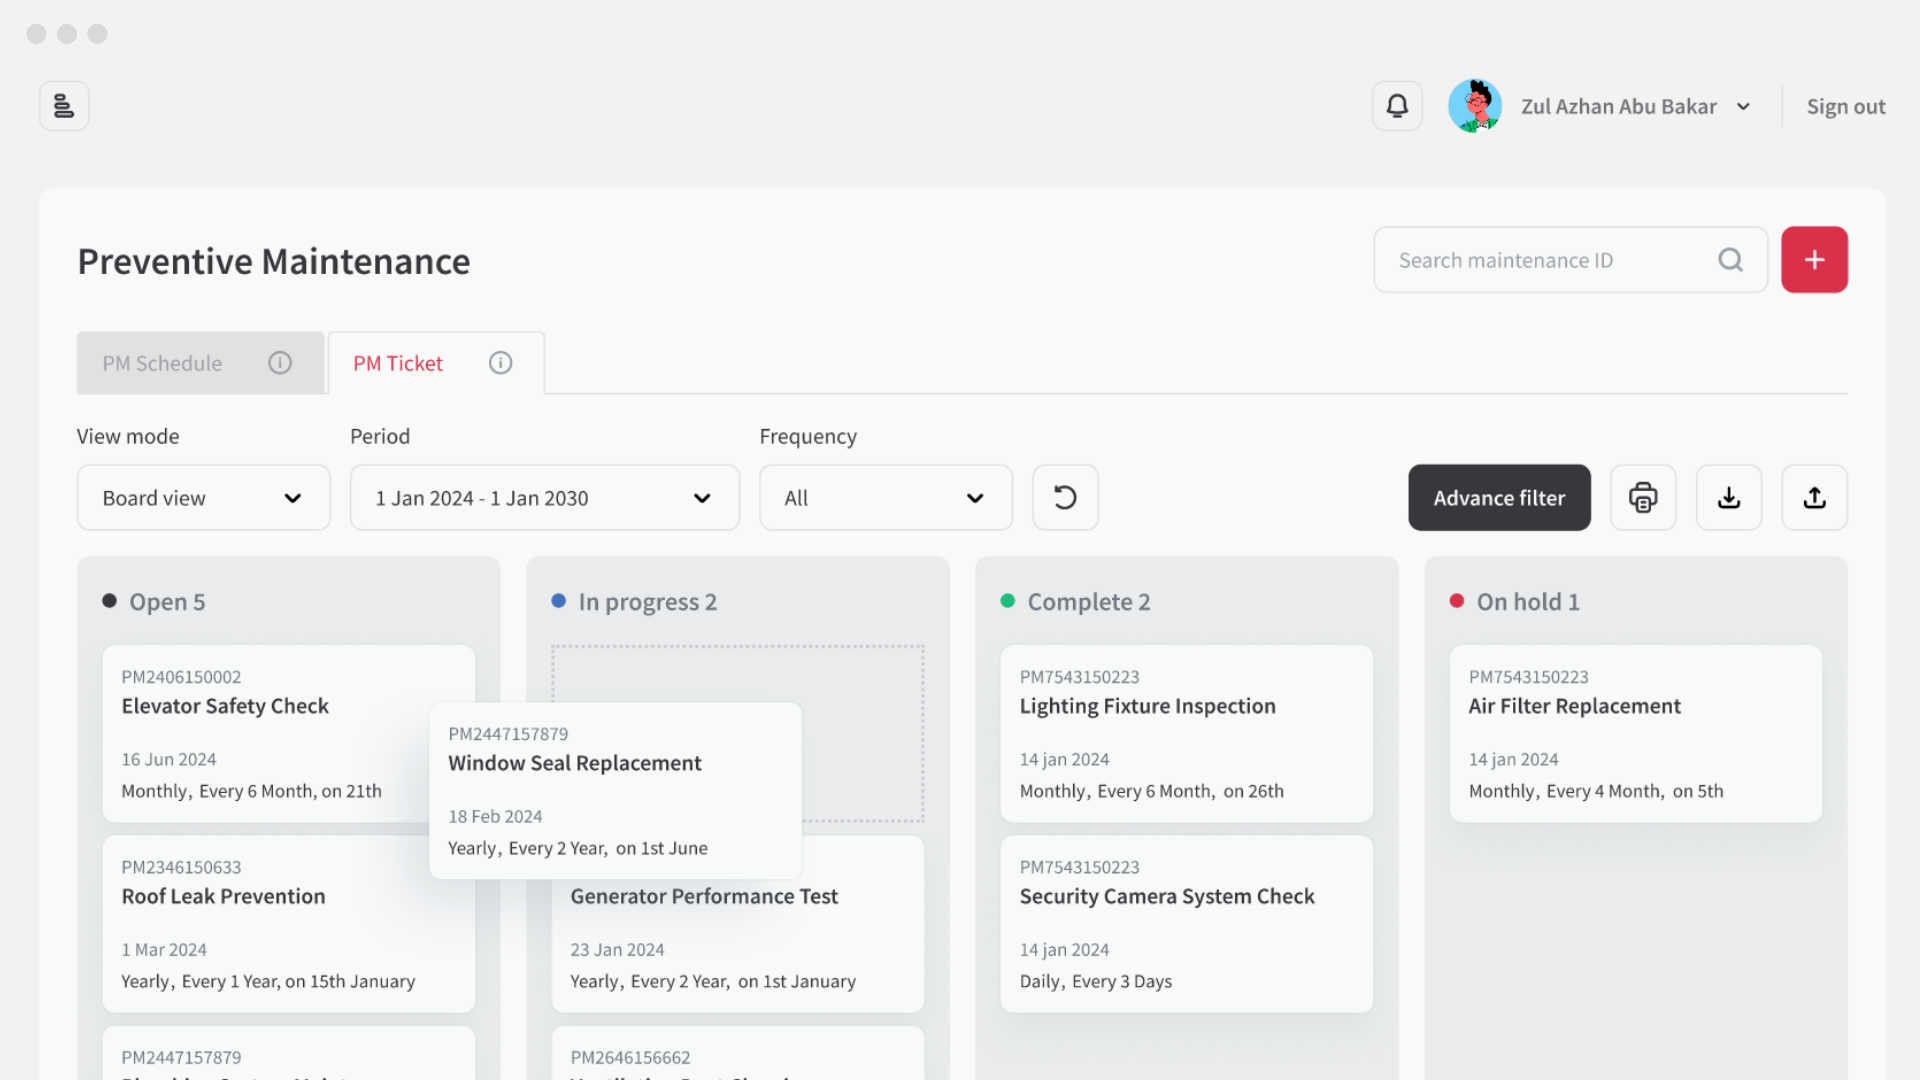 Zul Azhan Abu Bakar
Sign out
Preventive Maintenance
Search maintenance ID
PM Schedule
PM Ticket
View mode
Period
Frequency
Board view
1 Jan 2024 - 1 Jan 2030
All
Advance filter
Open 5
PM2406150002
Elevator Safety Check
16 Jun 2024
Monthly, Every 6 Month, on 21th
PM2346150633
Roof Leak Prevention
1 Mar 2024
Yearly, Every 1 Year, on 15th January
PM2447157879
In progress 2
PM2447157879
Window Seal Replacement
18 Feb 2024
Yearly, Every 2 Year, on 1st June
Generator Performance Test
23 Jan 2024
Yearly, Every 2 Year, on 1st January
PM2646156662
Complete 2
PM7543150223
Lighting Fixture Inspection
14 jan 2024
Monthly, Every 6 Month, on 26th
PM7543150223
Security Camera System Check
14 jan 2024
Daily, Every 3 Days
On hold 1
PM7543150223
Air Filter Replacement
14 jan 2024
Monthly, Every 4 Month, on 5th